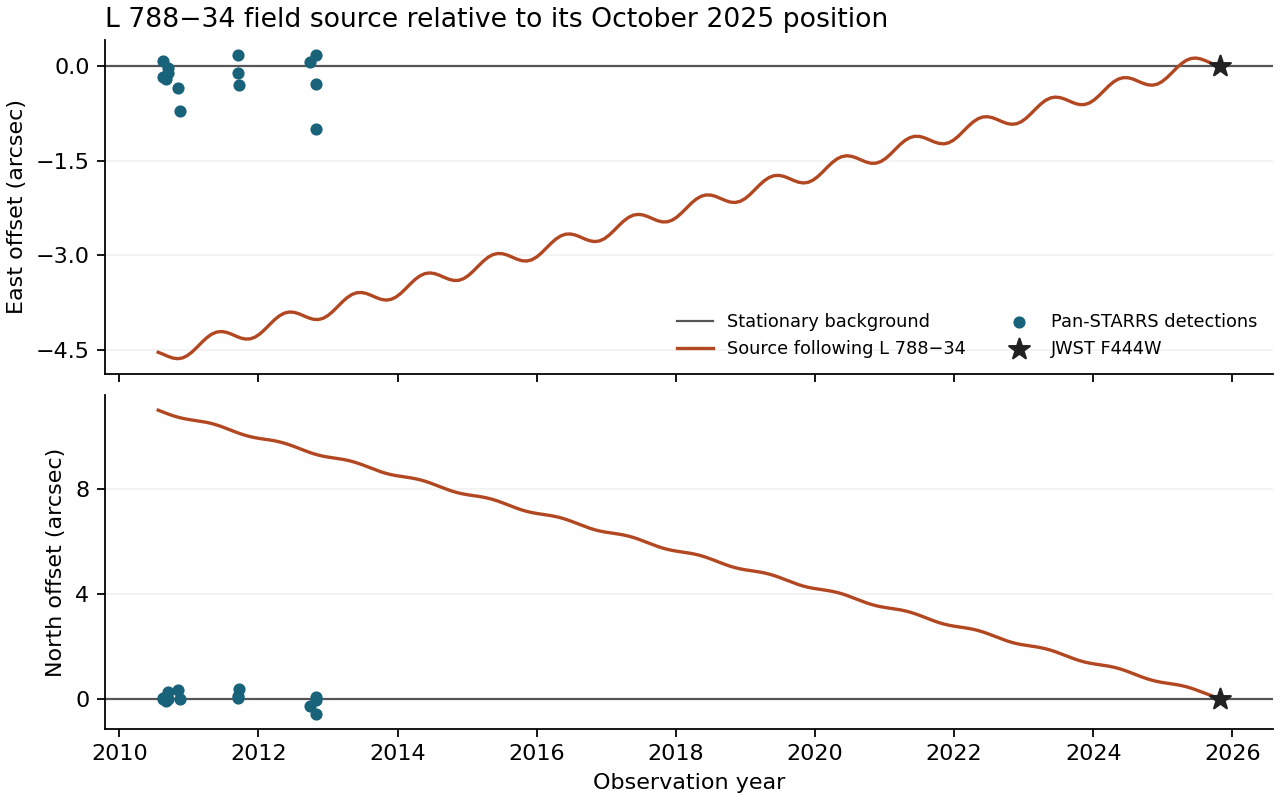 L 788−34 field source relative to its October 2025 position
East offset (arcsec)
0.0
−1.5
−3.0
−4.5
Stationary background
Source following L 788−34
Pan-STARRS detections
JWST F444W
North offset (arcsec)
8
4
0
2010 2012 2014 2016 2018 2020 2022 2024 2026
Observation year